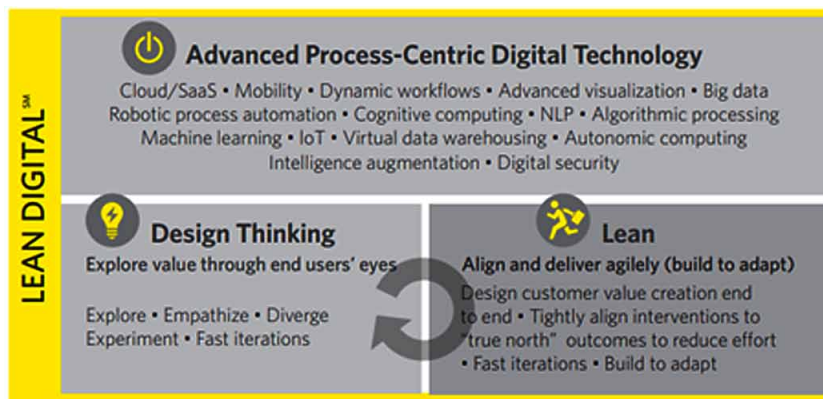 LEAN DIGITAL℠
Advanced Process-Centric Digital Technology
Cloud/SaaS • Mobility • Dynamic workflows • Advanced visualization • Big data
Robotic process automation • Cognitive computing • NLP • Algorithmic processing
Machine learning • IoT • Virtual data warehousing • Autonomic computing
Intelligence augmentation • Digital security
Design Thinking
Explore value through end users' eyes
Explore • Empathize • Diverge
Experiment • Fast iterations
Lean
Align and deliver agilely (build to adapt)
Design customer value creation end
to end • Tightly align interventions to
"true north" outcomes to reduce effort
• Fast iterations • Build to adapt